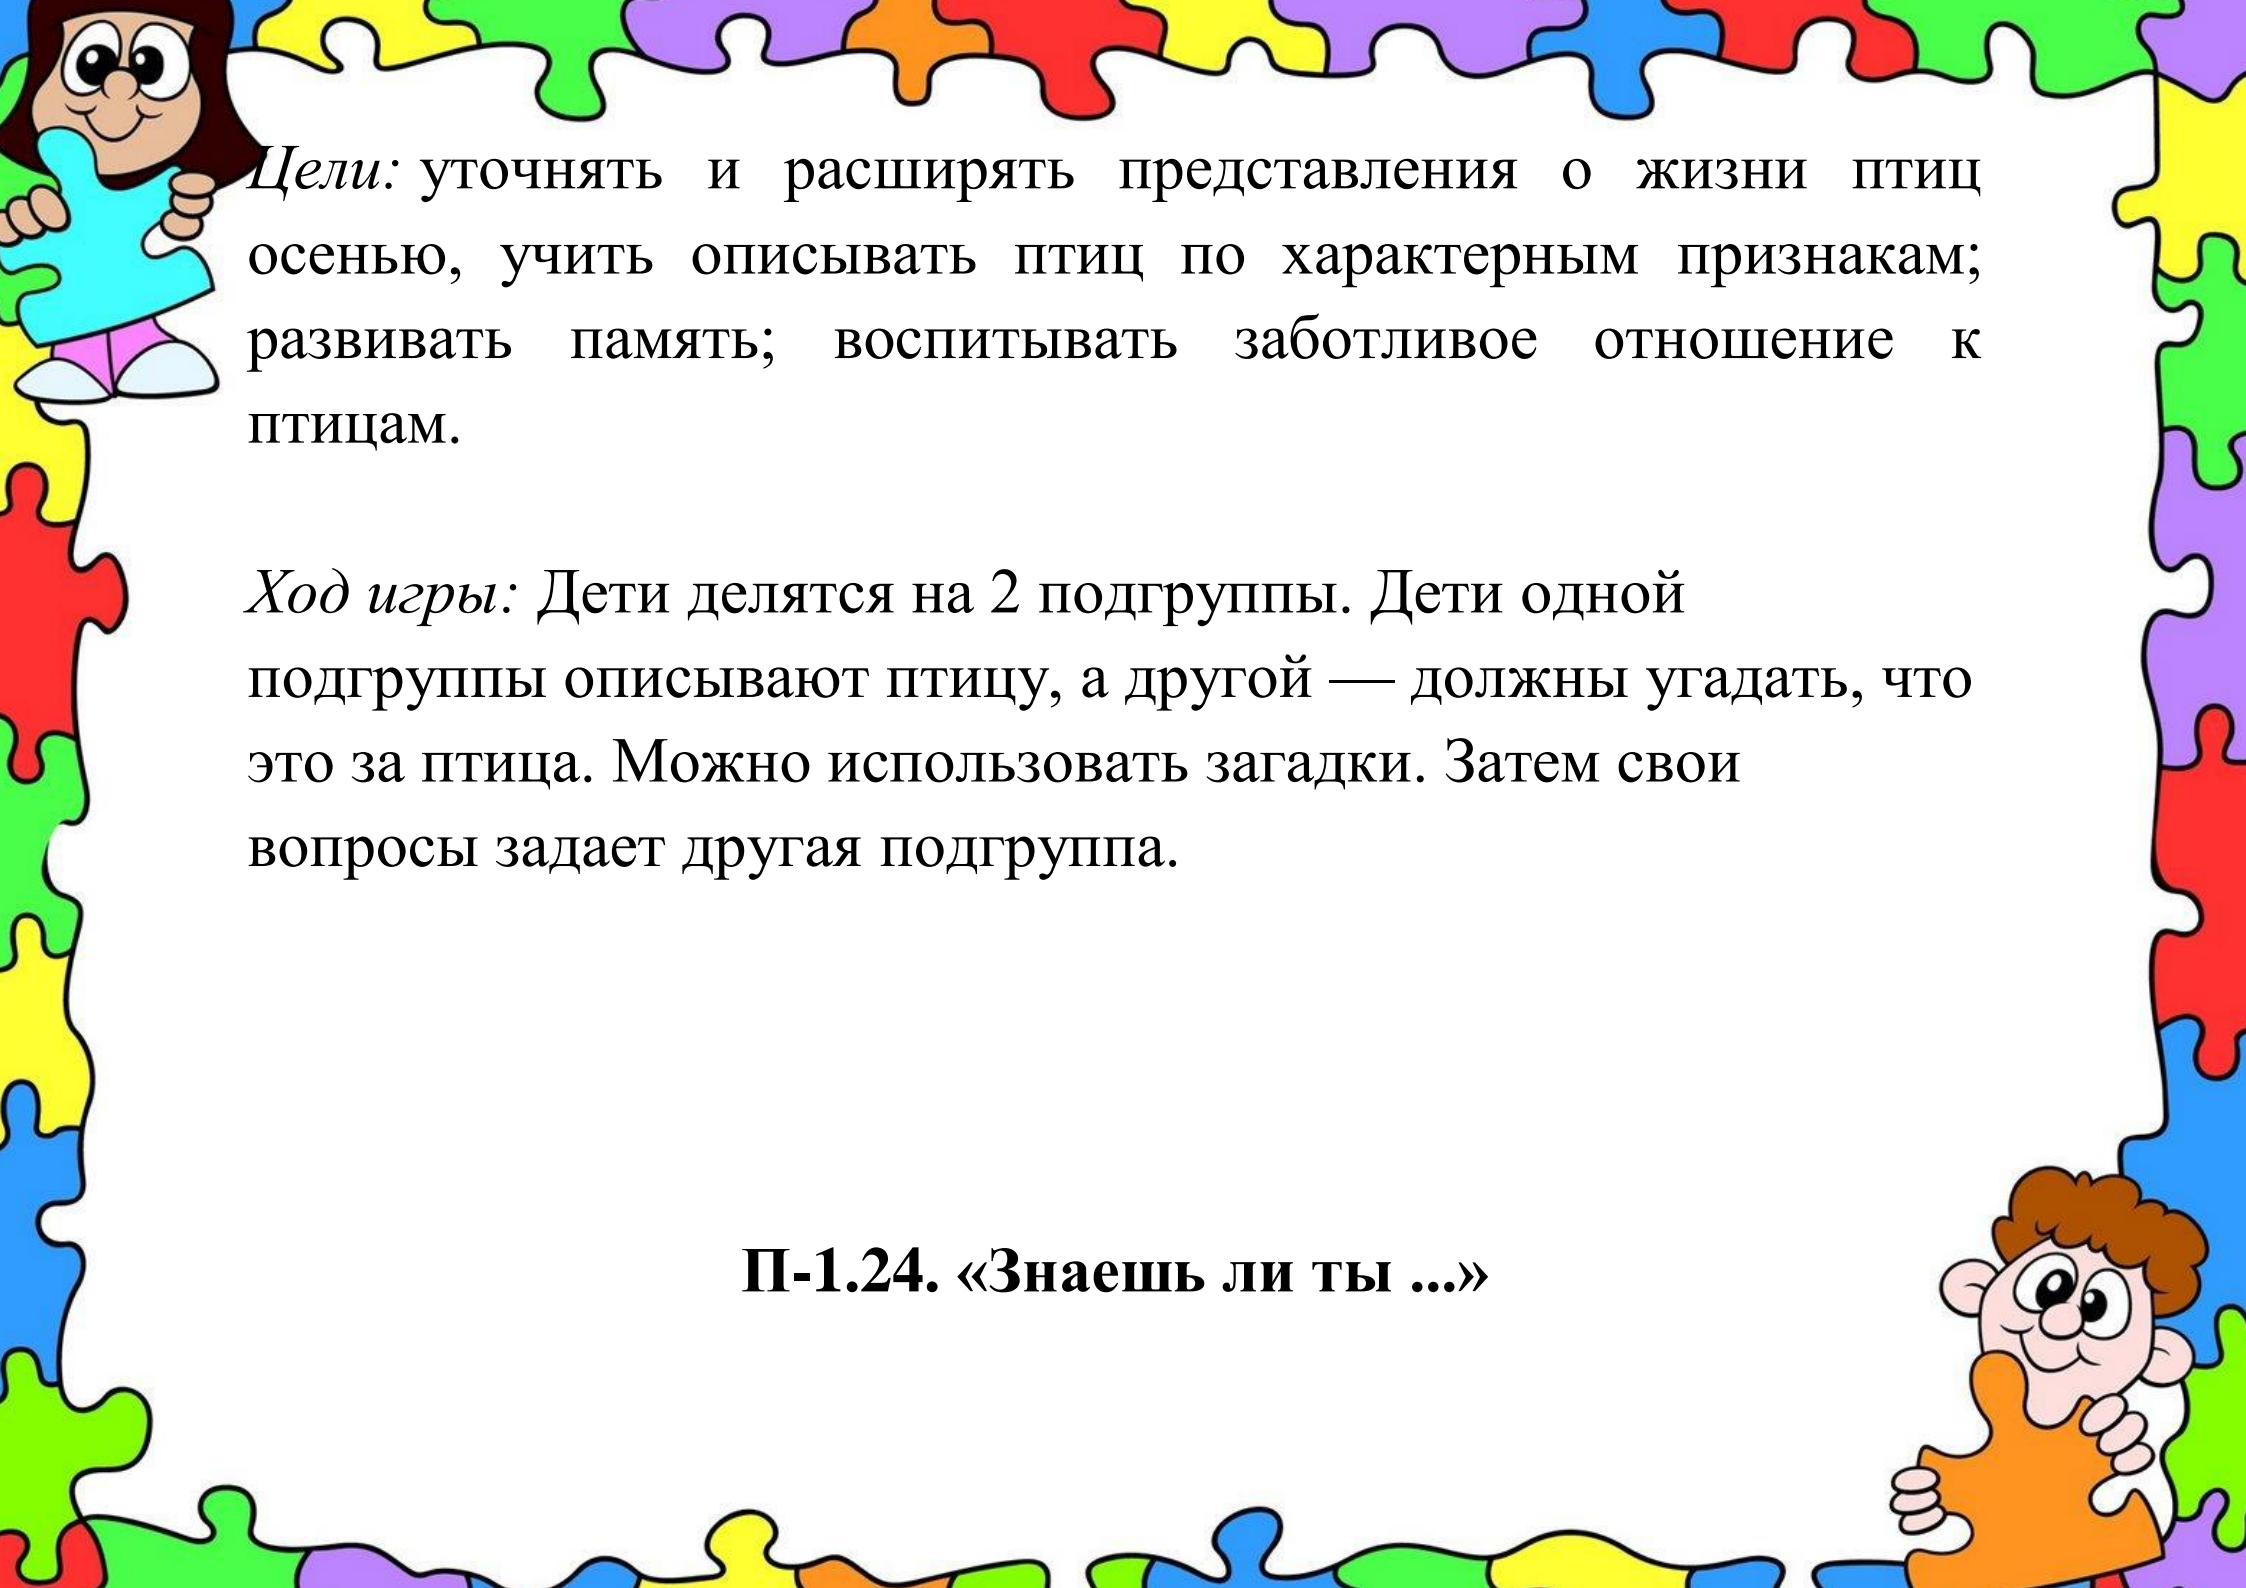 Цели: уточнять и расширять представления о жизни птиц
осенью, учить описывать птиц по характерным признакам;
развивать память; воспитывать заботливое отношение к
птицам.
Ход игры: Дети делятся на 2 подгруппы. Дети одной
подгруппы описывают птицу, а другой — должны угадать, что
это за птица. Можно использовать загадки. Затем свои
вопросы задает другая подгруппа.
П-1.24. «Знаешь ли ты ...»